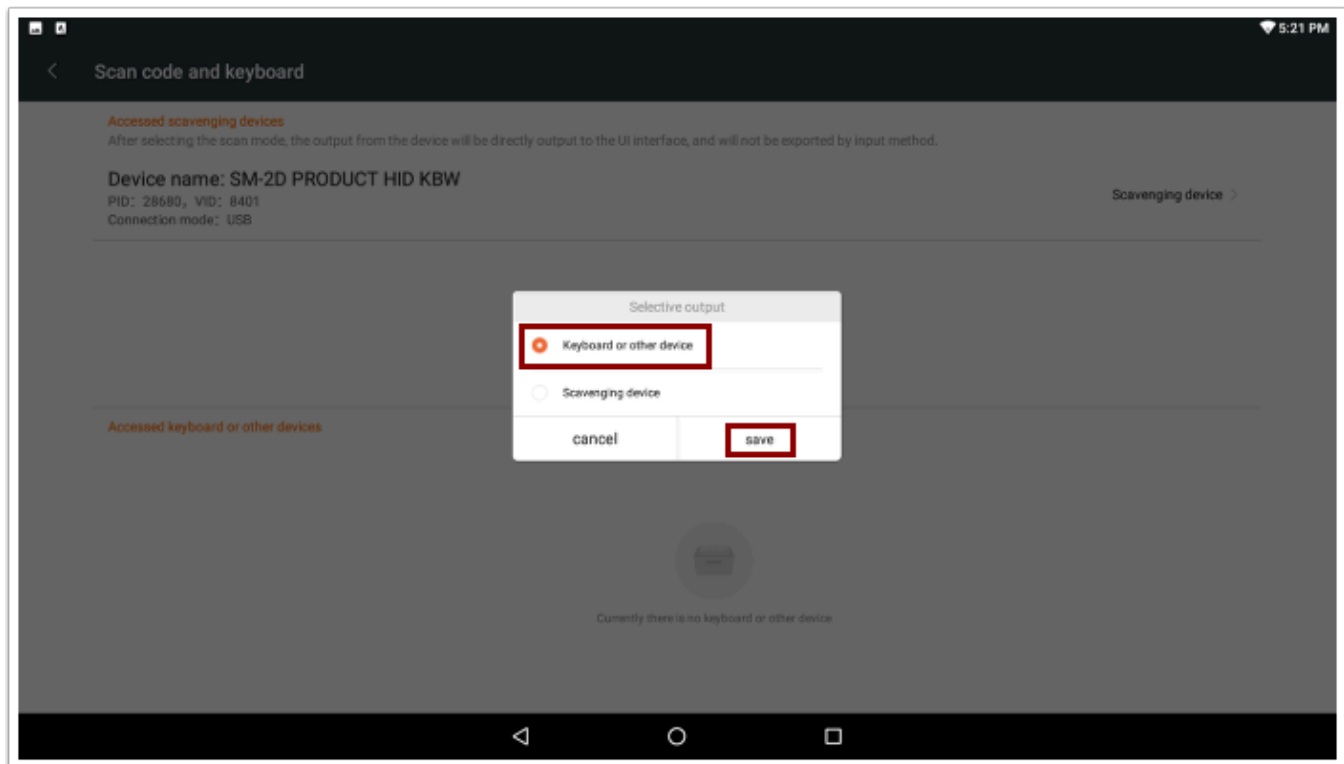 5:21 PM
Scan code and keyboard
Accessed scavenging devices
After selecting the scan mode, the output from the device will be directly output to the UI interface, and will not be exported by input method.
Device name: SM-2D PRODUCT HID KBW
PID: 28680, VID: 8401
Connection mode: USB
Scavenging device
Selective output
Keyboard or other device
Scavenging device
cancel
save
Accessed keyboard or other devices
Currently there is no keyboard or other device